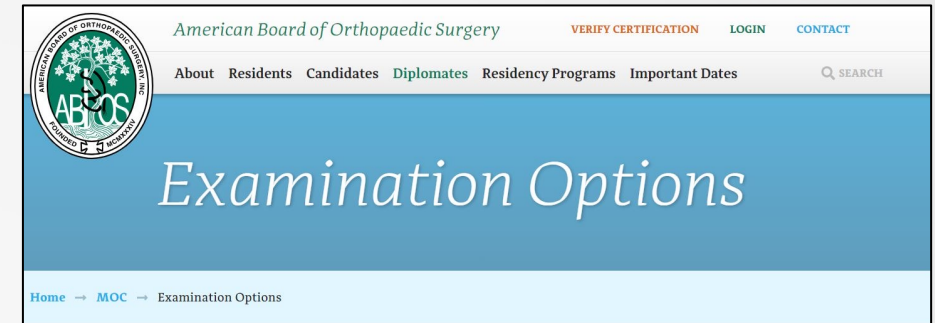 American Board of Orthopaedic Surgery VERIFY CERTIFICATION LOGIN CONTACT
About Residents Candidates Diplomates Residency Programs Important Dates SEARCH
AMERICAN BOARD OF ORTHOPAEDIC SURGERY, INC
ABOS
FOUNDED MCMXXXIV
Examination Options
Home → MOC → Examination Options